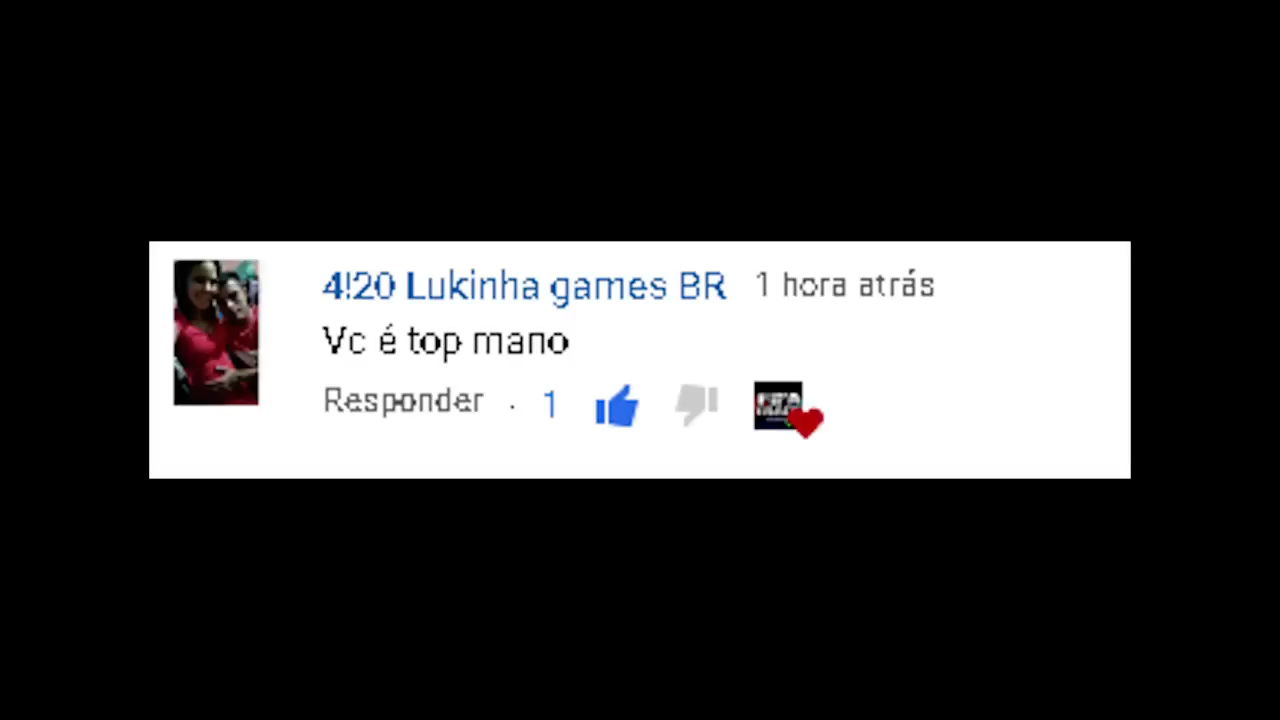 4!20 Lukinha games BR 1 hora atrás
Vc é top mano
Responder . 1